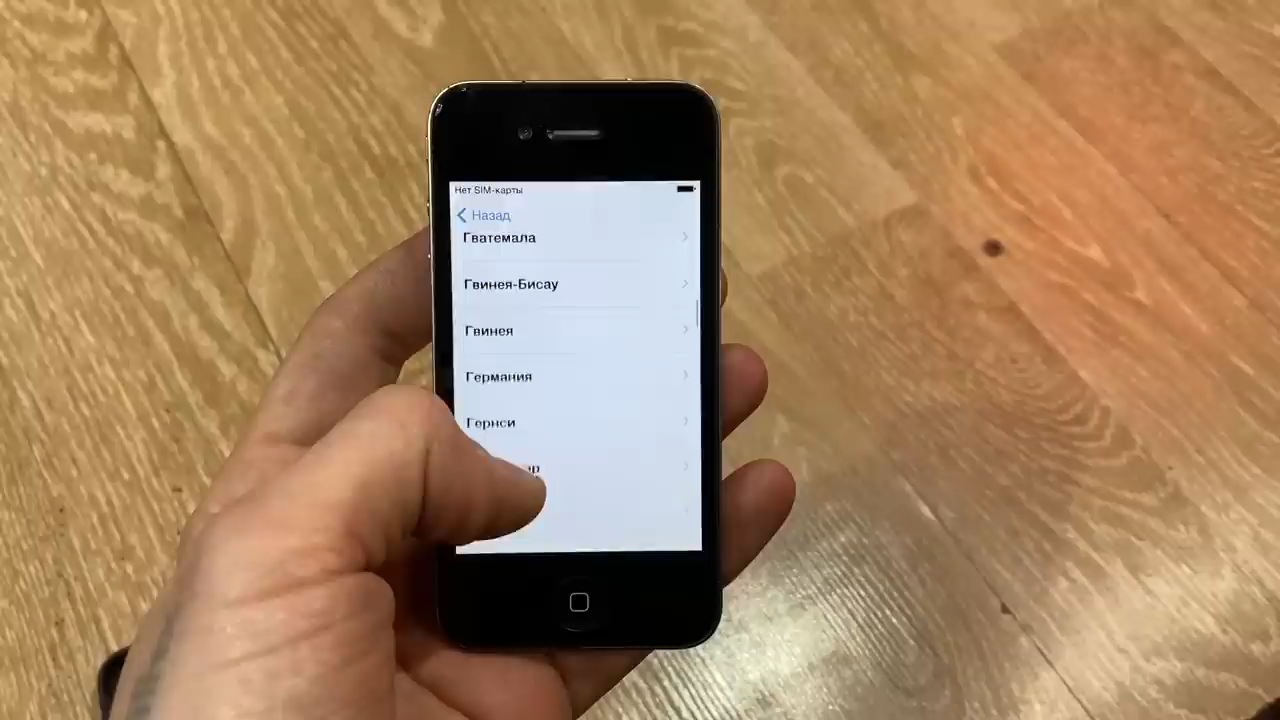 Нет SIM-карты
Назад
Гватемала
Гвинея-Бисау
Гвинея
Германия
Гернси